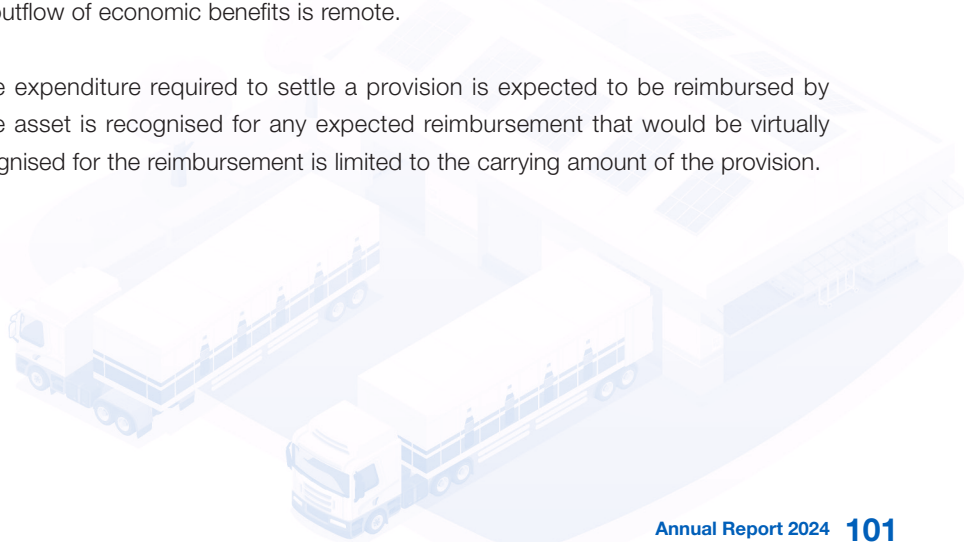 outflow of economic benefits is remote.
e expenditure required to settle a provision is expected to be reimbursed by
e asset is recognised for any expected reimbursement that would be virtually
gnised for the reimbursement is limited to the carrying amount of the provision.
Annual Report 2024 101